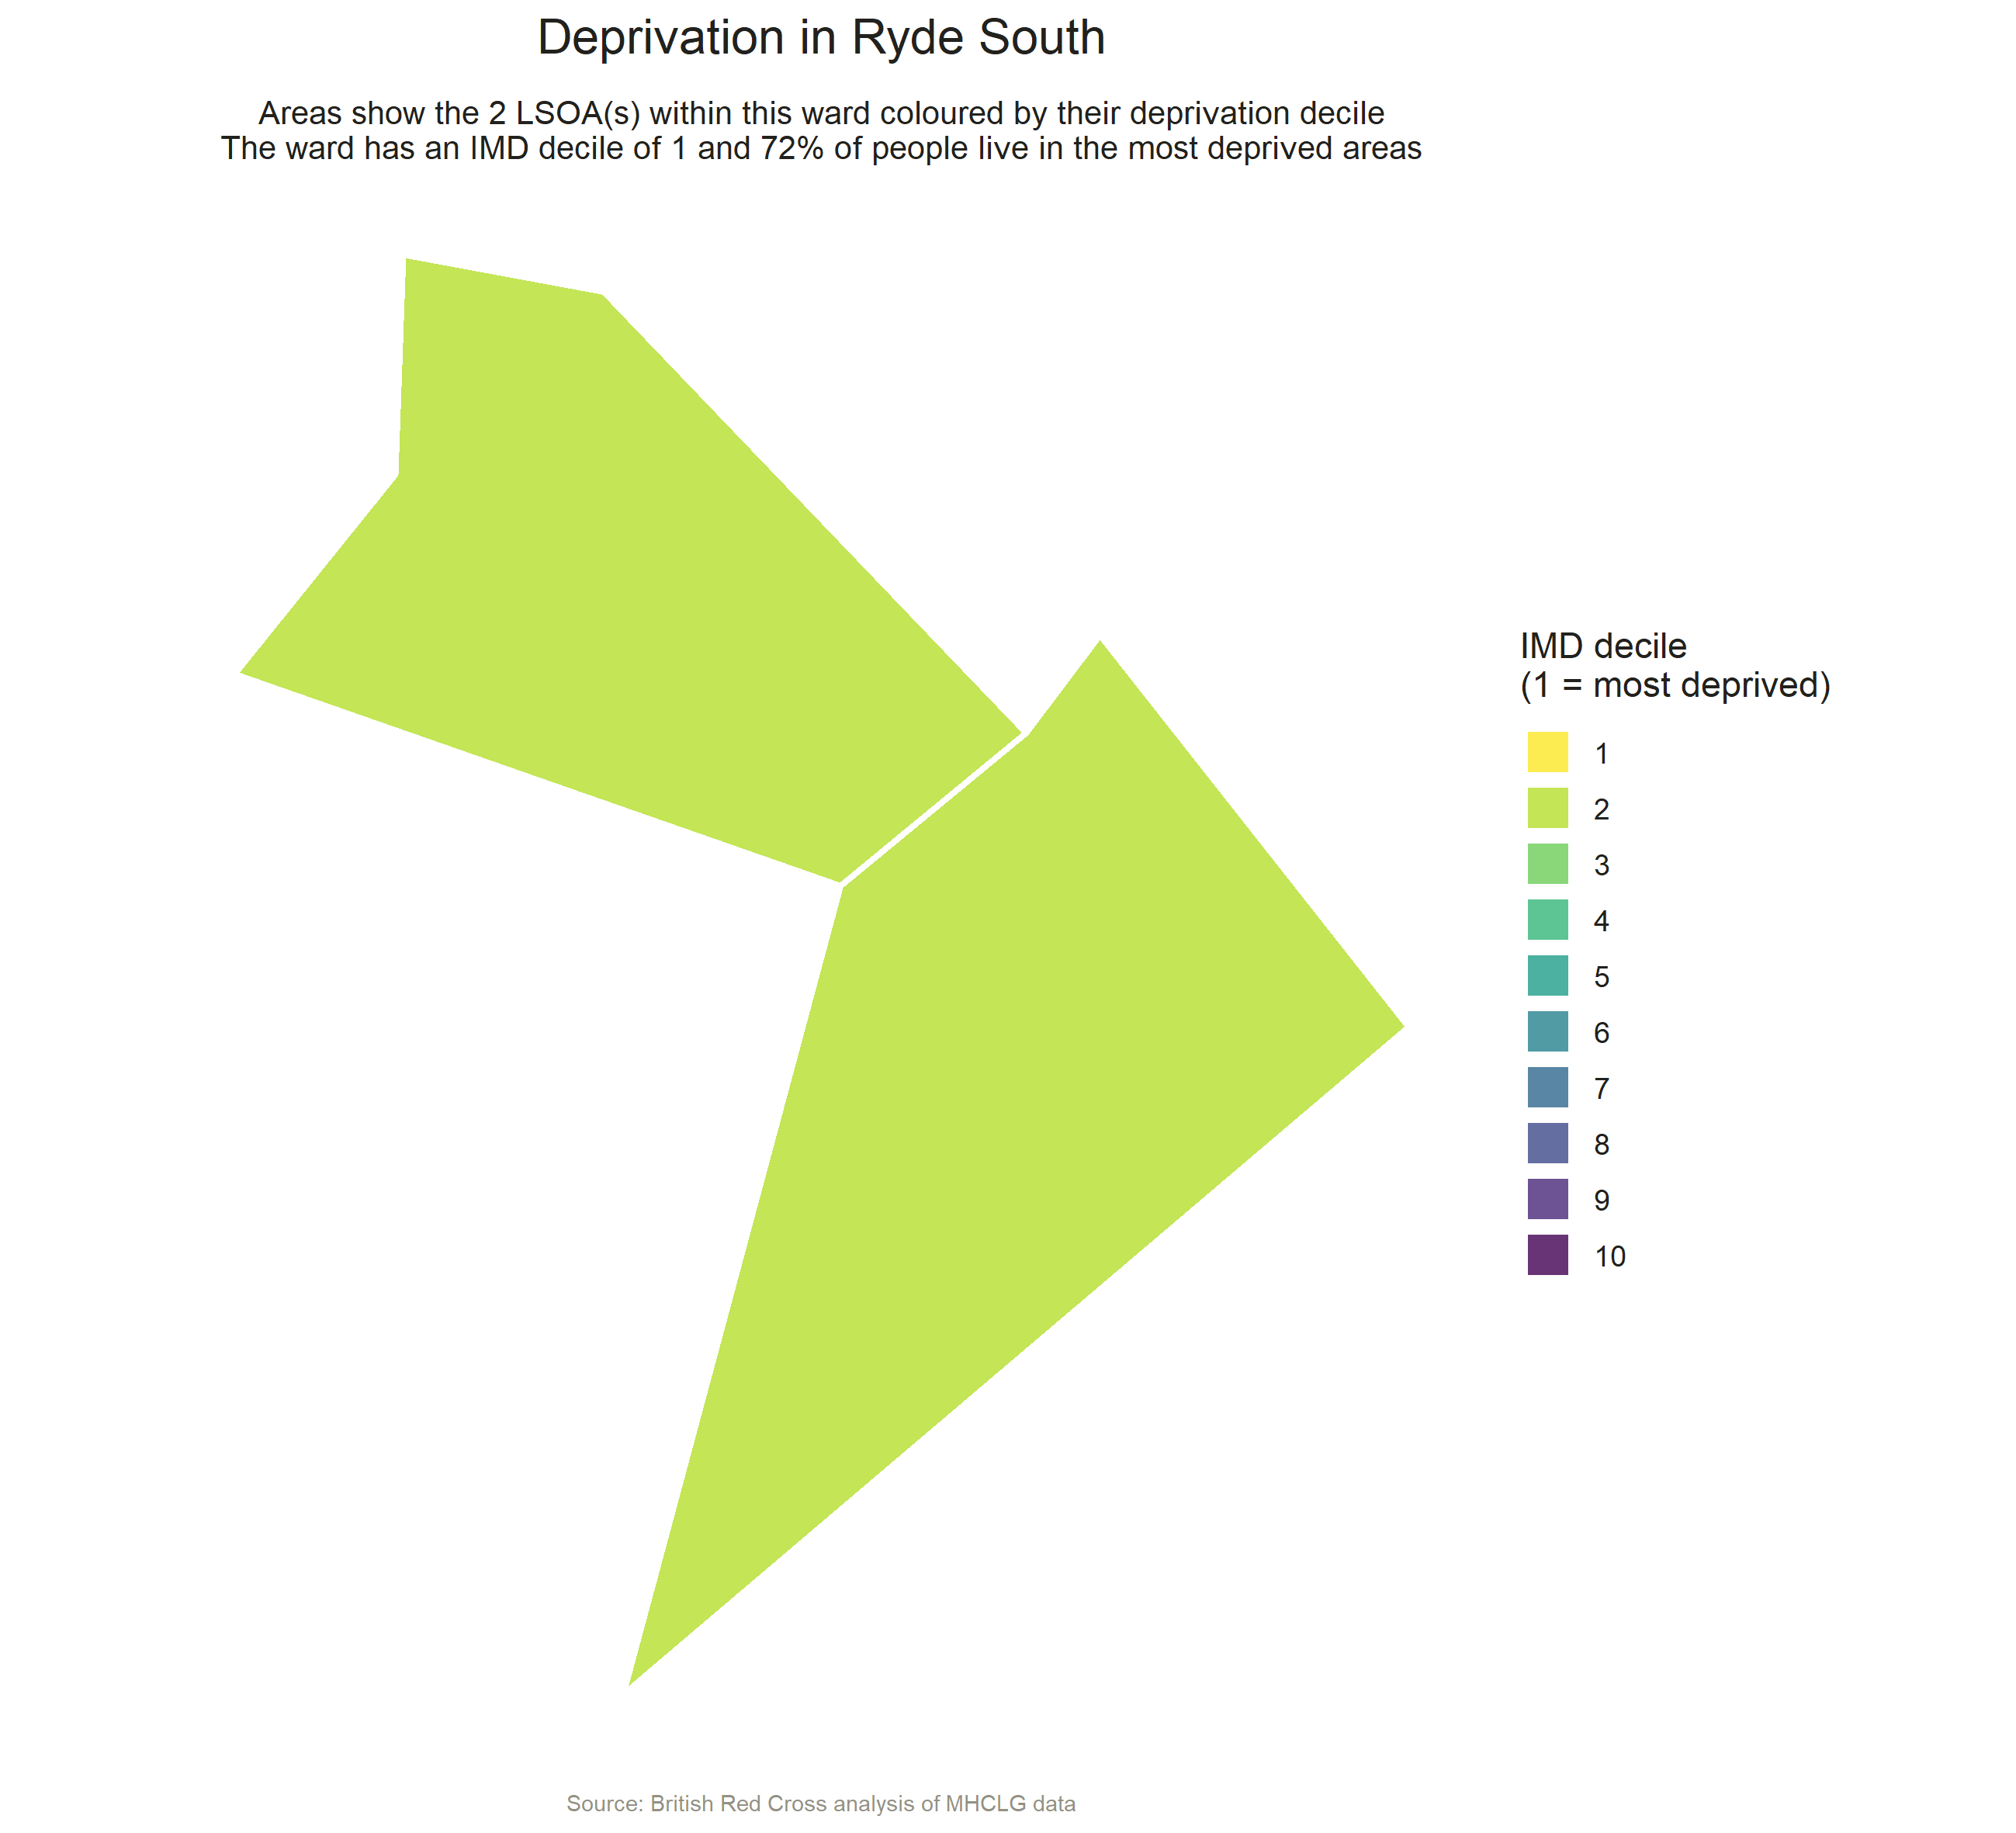 Deprivation in Ryde South
Areas show the 2 LSOA(s) within this ward coloured by their deprivation decile
The ward has an IMD decile of 1 and 72% of people live in the most deprived areas
IMD decile
(1 = most deprived)
1
2
3
4
5
6
7
8
9
10
Source: British Red Cross analysis of MHCLG data